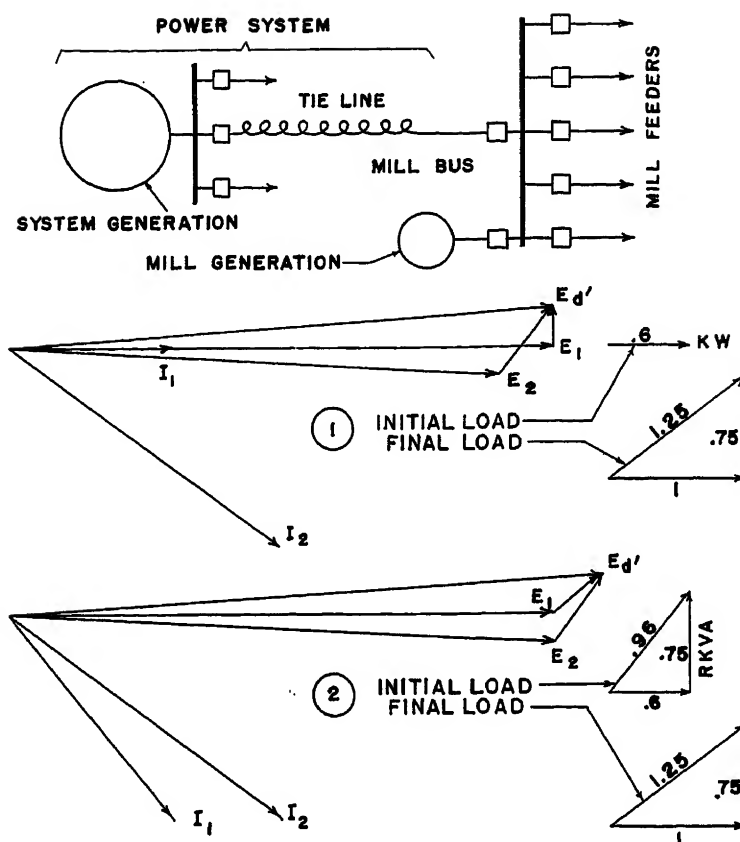 POWER SYSTEM
TIE LINE
MILL BUS
MILL FEEDERS
SYSTEM GENERATION
MILL GENERATION
Ed'
E1
I1
E2
I2
.6
KW
1
INITIAL LOAD
FINAL LOAD
1.25
.75
1
Ed'
E1
E2
I1
I2
.96
.75
RKVA
.6
2
INITIAL LOAD
FINAL LOAD
1.25
.75
1